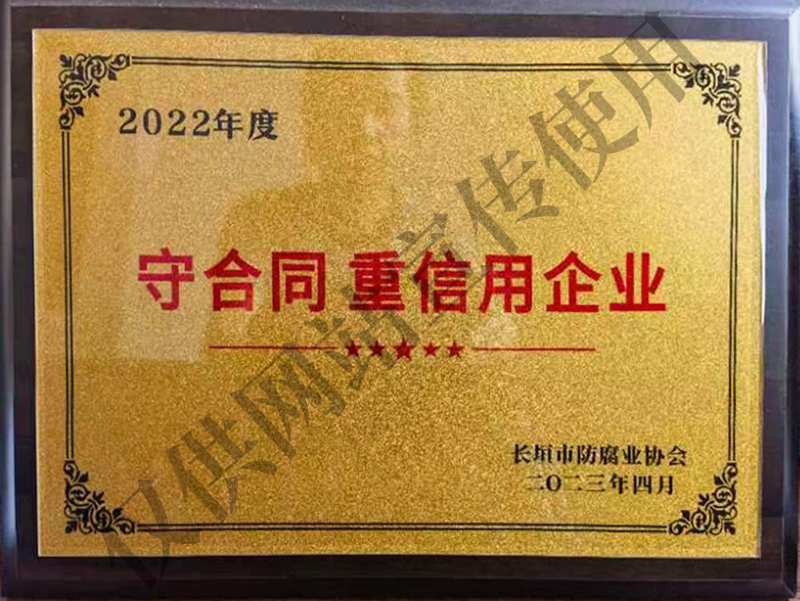 2022年度
守合同 重信用企业
长垣市防腐业协会
二〇二三年四月
仅供网站宣传使用